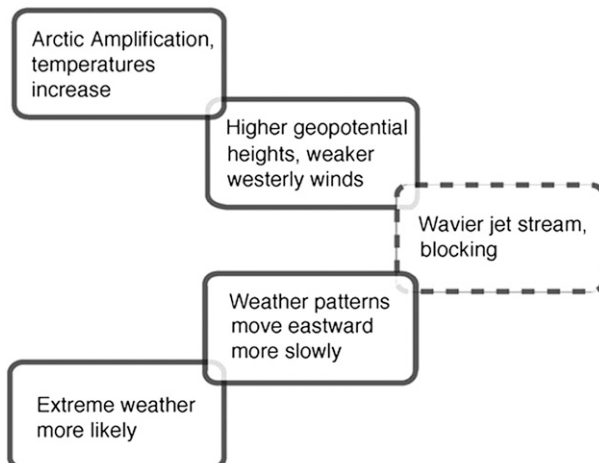 Arctic Amplification,
temperatures
increase
Higher geopotential
heights, weaker
westerly winds
Wavier jet stream,
blocking
Weather patterns
move eastward
more slowly
Extreme weather
more likely